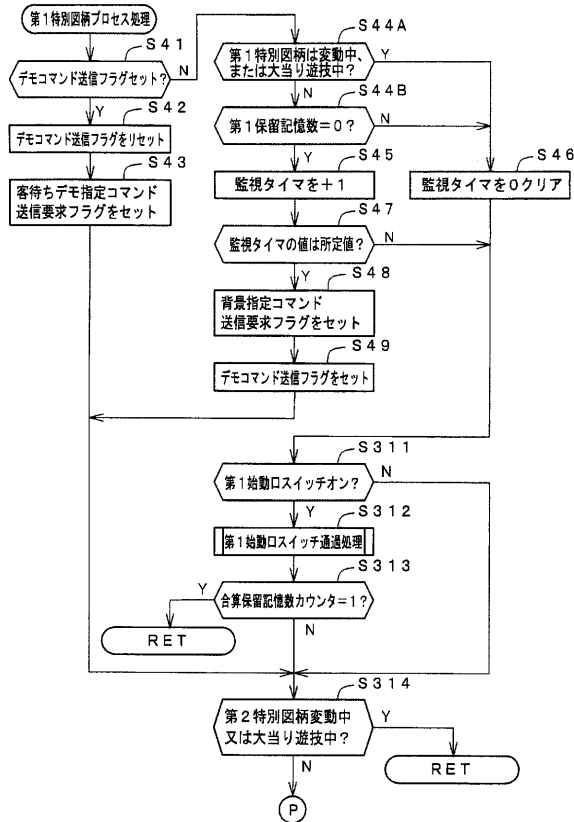 第1特別図柄プロセス処理
S41
デモコマンド送信フラグセット?
N
Y
S42
デモコマンド送信フラグをリセット
S43
客待ちデモ指定コマンド
送信要求フラグをセット
S44A
第1特別図柄は変動中、
または大当り遊技中?
Y
N
S44B
第1保留記憶数=0?
N
Y
S45
監視タイマを+1
S46
監視タイマを0クリア
S47
監視タイマの値は所定値?
N
Y
S48
背景指定コマンド
送信要求フラグをセット
S49
デモコマンド送信フラグをセット
S311
第1始動口スイッチオン?
N
Y
S312
第1始動口スイッチ通過処理
S313
合算保留記憶数カウンタ=1?
Y
RET
N
S314
第2特別図柄変動中
又は大当り遊技中?
Y
RET
N
P